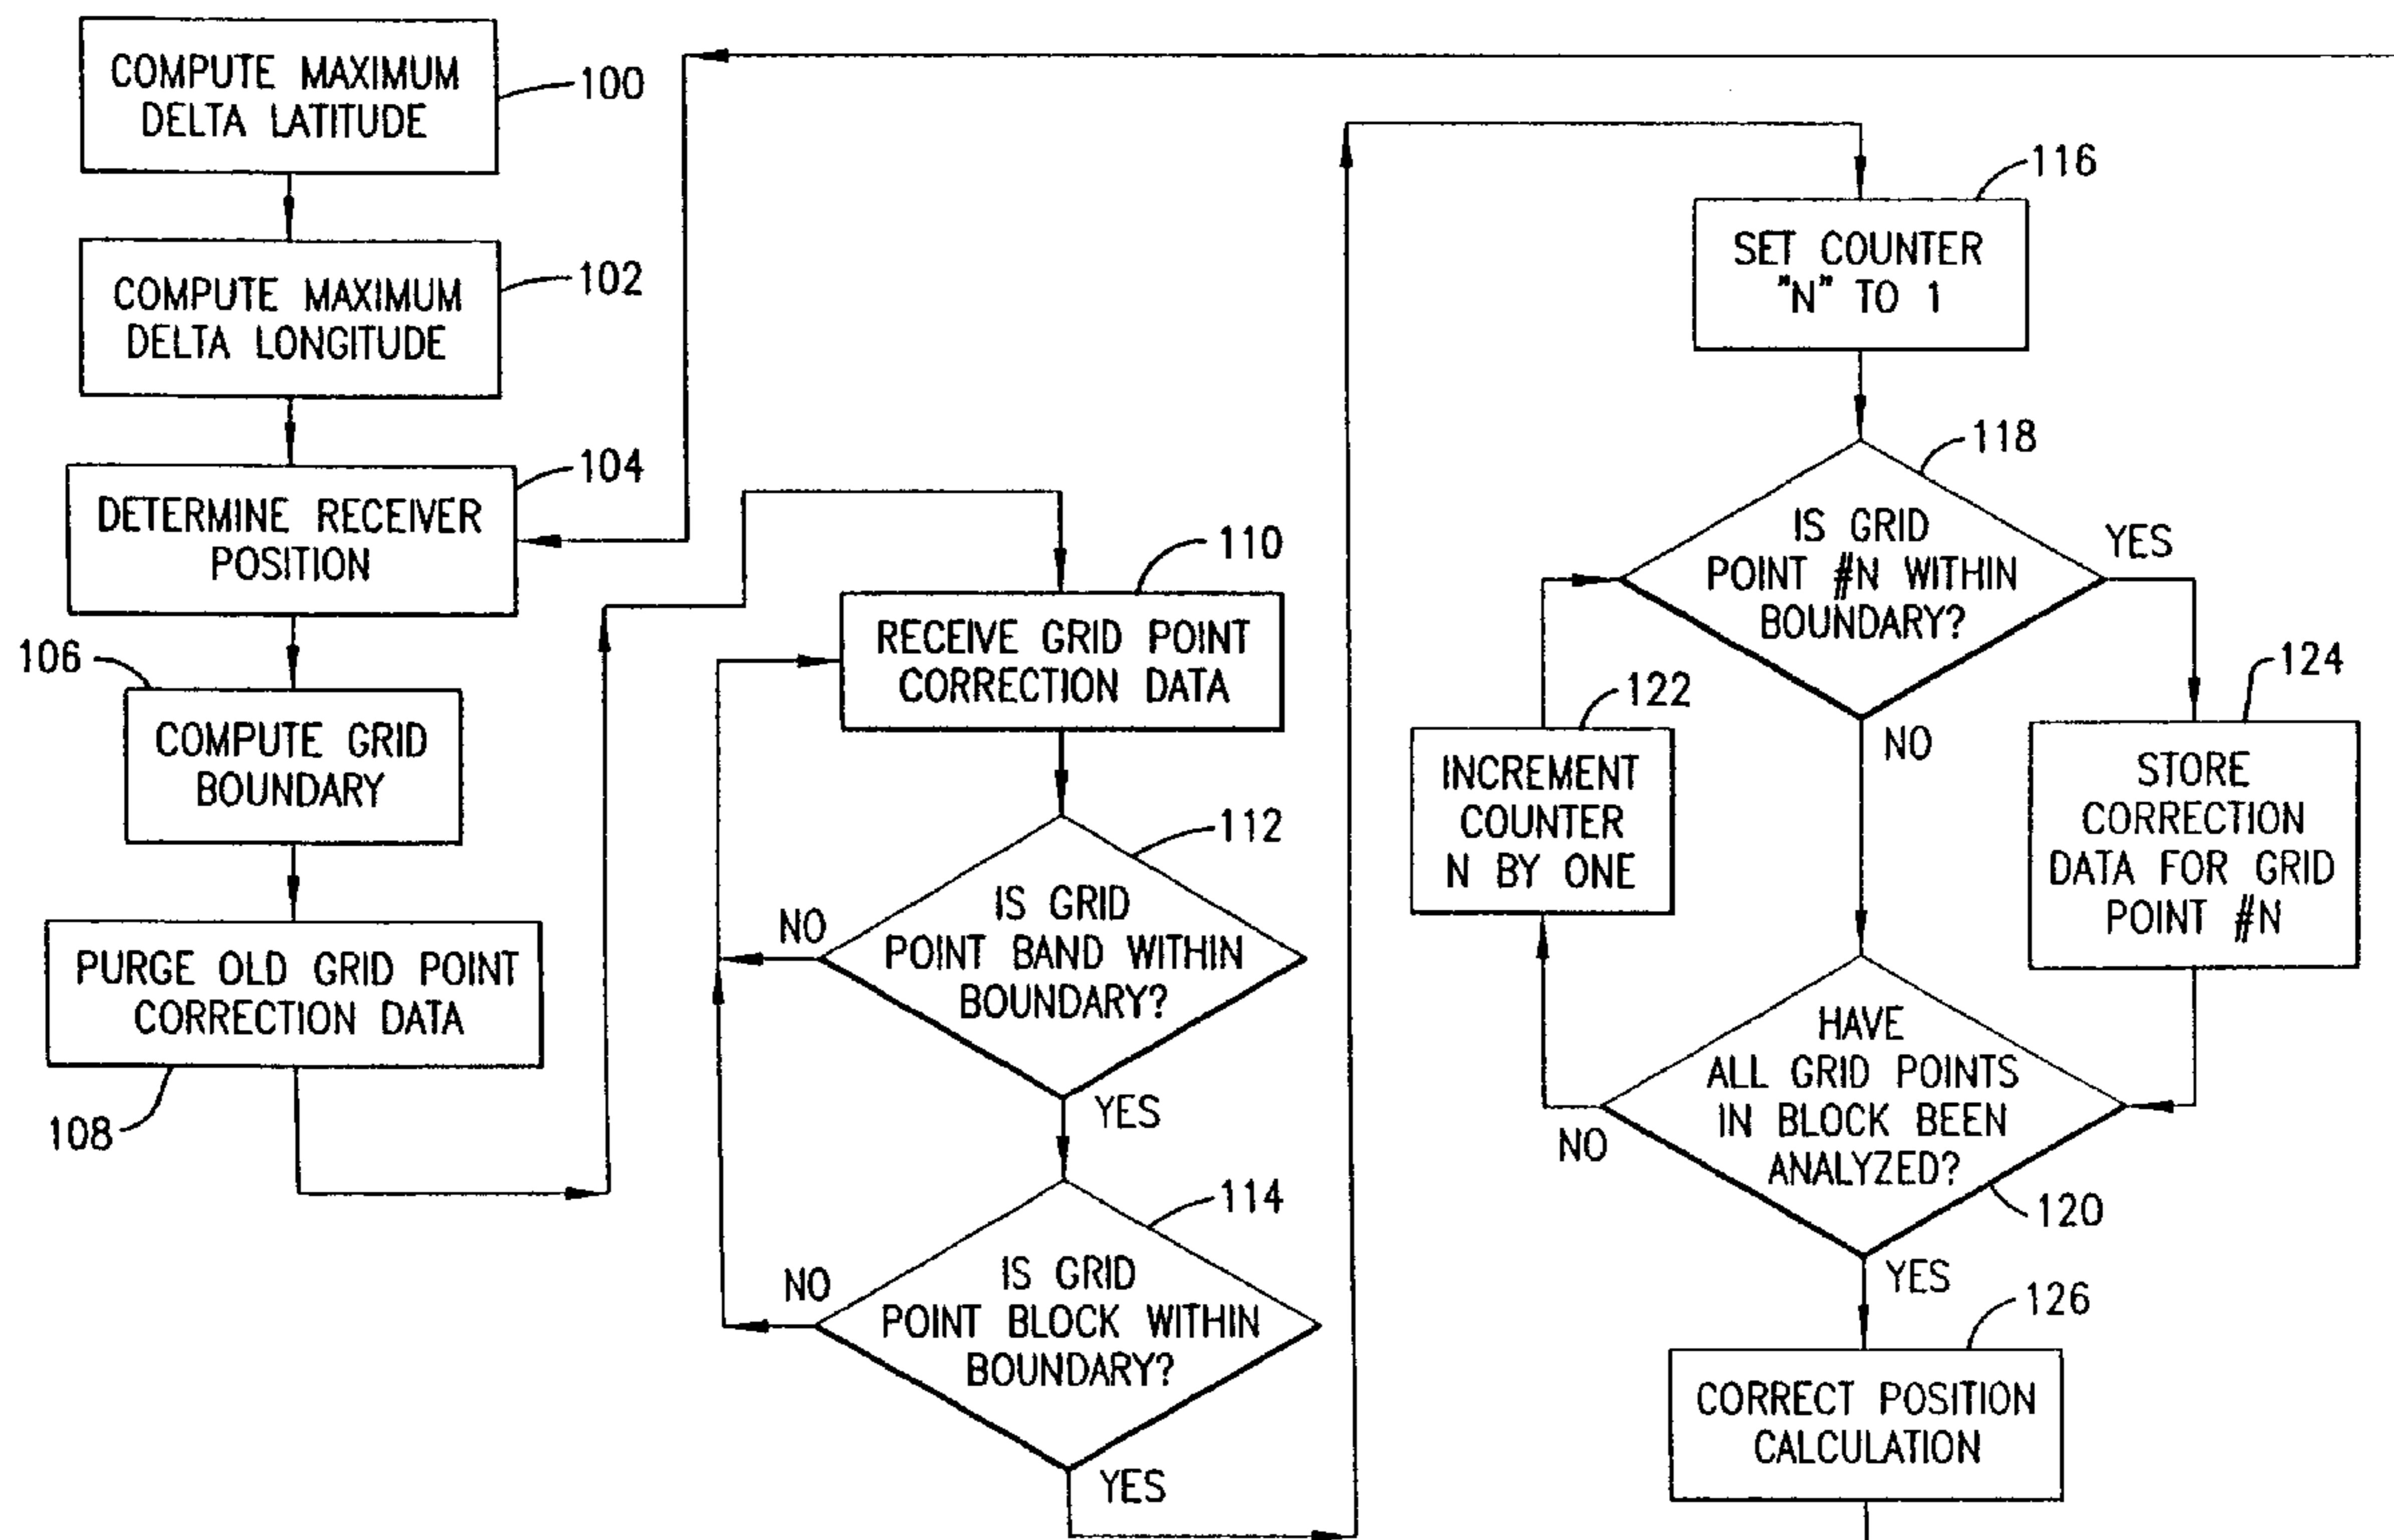 COMPUTE MAXIMUM
DELTA LATITUDE
100
COMPUTE MAXIMUM
DELTA LONGITUDE
102
DETERMINE RECEIVER
POSITION
104
106
COMPUTE GRID
BOUNDARY
PURGE OLD GRID POINT
CORRECTION DATA
108
110
RECEIVE GRID POINT
CORRECTION DATA
112
IS GRID
POINT BAND WITHIN
BOUNDARY?
NO
YES
114
IS GRID
POINT BLOCK WITHIN
BOUNDARY?
NO
YES
116
SET COUNTER
"N" TO 1
118
IS GRID
POINT #N WITHIN
BOUNDARY?
YES
NO
122
INCREMENT
COUNTER
N BY ONE
124
STORE
CORRECTION
DATA FOR GRID
POINT #N
HAVE
ALL GRID POINTS
IN BLOCK BEEN
ANALYZED?
NO
120
YES
126
CORRECT POSITION
CALCULATION